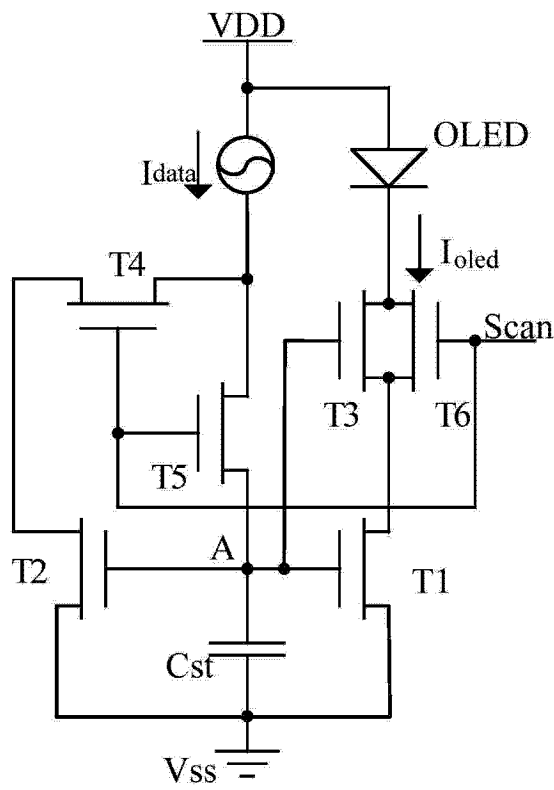 VDD
OLED
Idata
T4
Ioled
Scan
T3
T6
T5
A
T2
T1
Cst
Vss